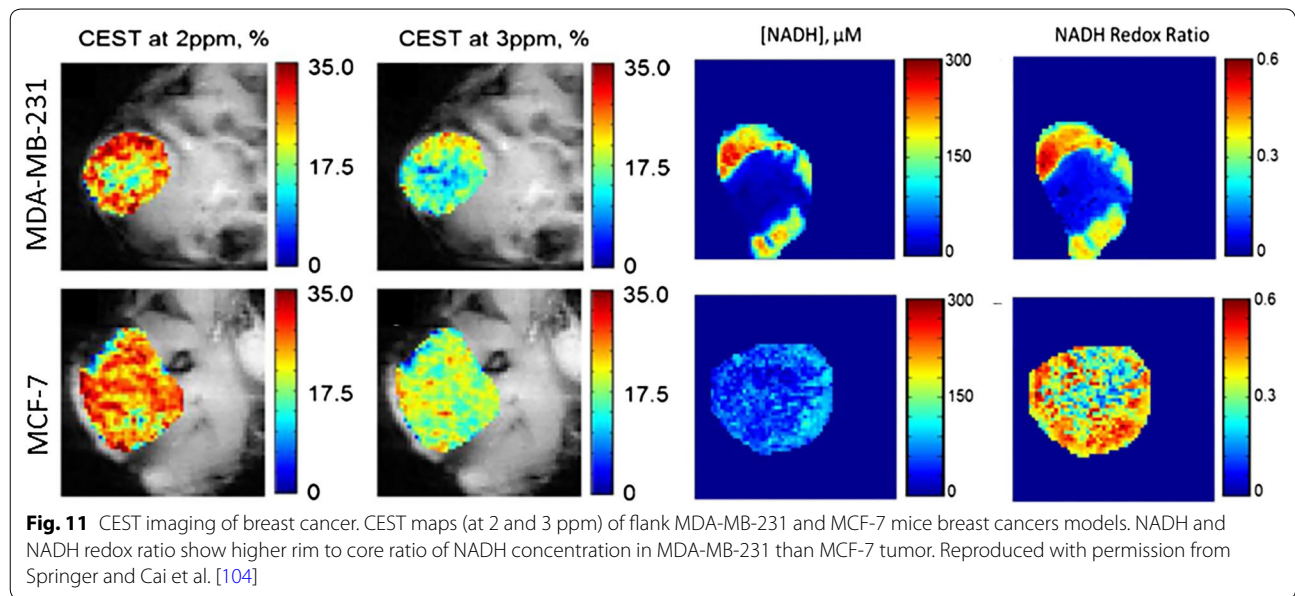 CEST at 2ppm, %
CEST at 3ppm, %
[NADH], μM
NADH Redox Ratio
MDA-MB-231
35.0
17.5
0
35.0
17.5
0
300
150
0
0.6
0.3
0
MCF-7
35.0
17.5
0
35.0
17.5
0
300
150
0
0.6
0.3
0
Fig. 11 CEST imaging of breast cancer. CEST maps (at 2 and 3 ppm) of flank MDA-MB-231 and MCF-7 mice breast cancers models. NADH and
NADH redox ratio show higher rim to core ratio of NADH concentration in MDA-MB-231 than MCF-7 tumor. Reproduced with permission from
Springer and Cai et al. [104]